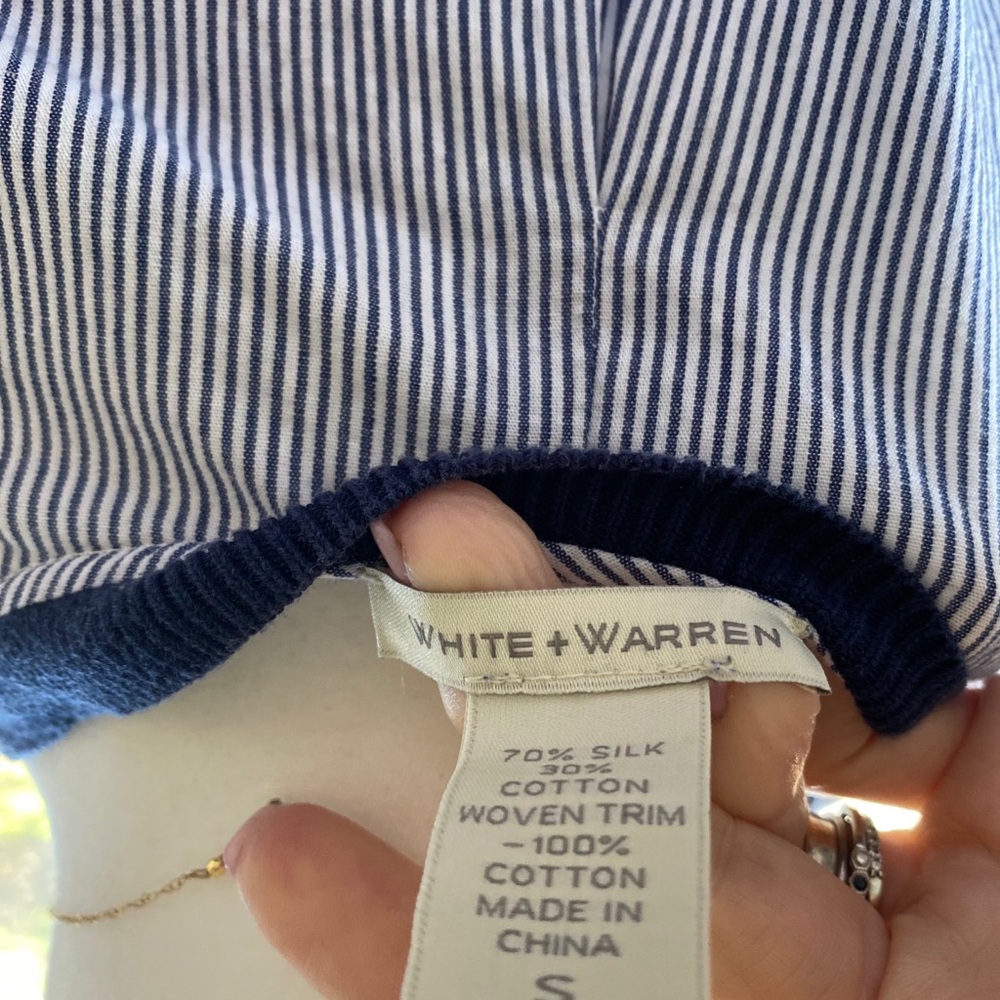 WHITE + WARREN
70% SILK
30%
COTTON
WOVEN TRIM
-100%
COTTON
MADE IN
CHINA
S